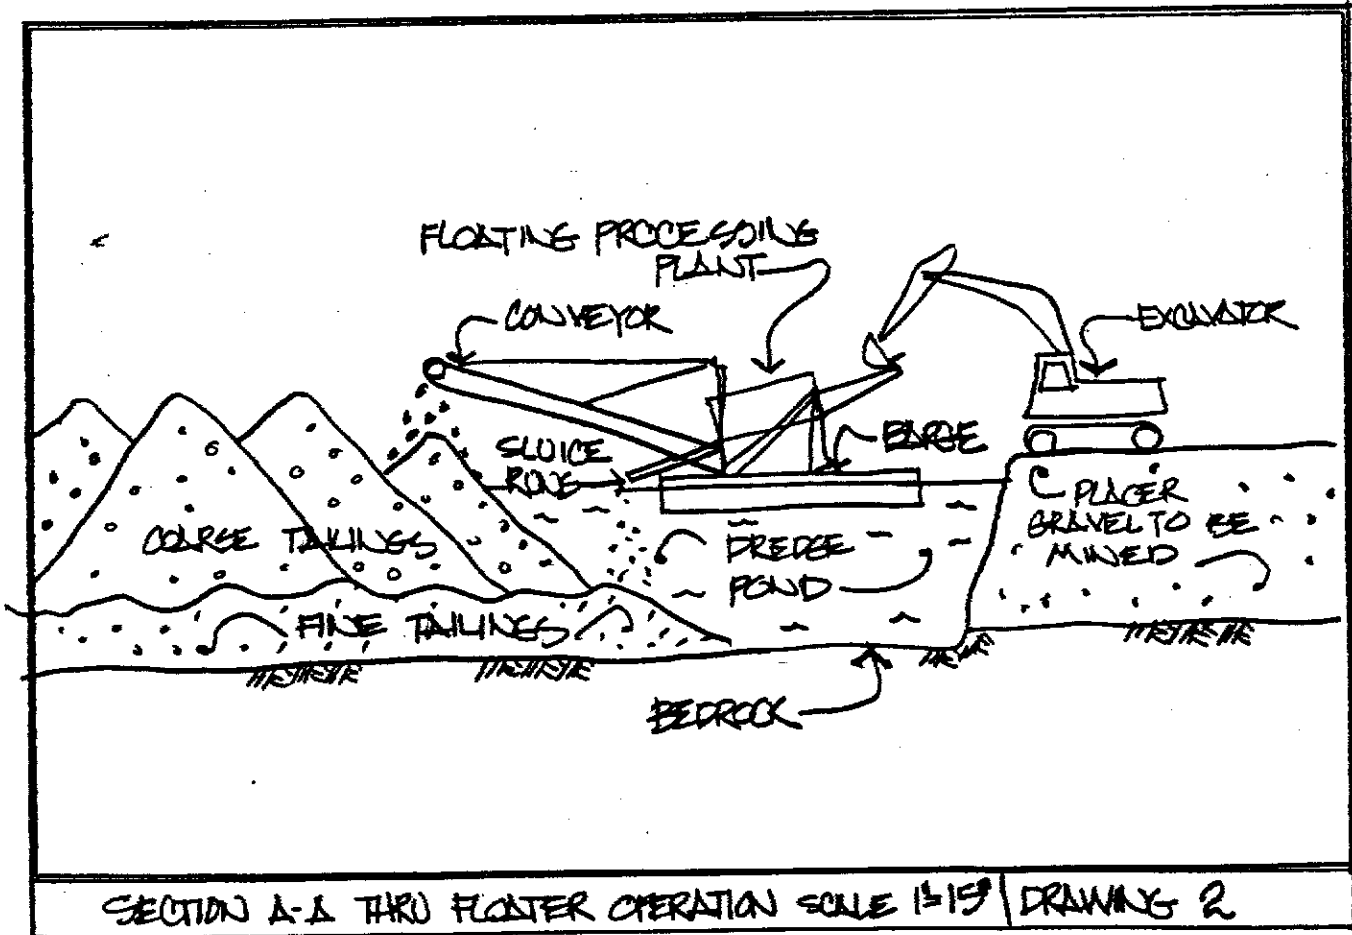 FLOATING PROCESSING
PLANT
CONVEYOR
EXCAVATOR
SLUICE
RUNS
BARGE
PLACER
GRAVEL TO BE
MINED
COARSE TAILINGS
DREDGE
POND
FINE TAILINGS
BEDROCK
SECTION A-A THRU FLOATER OPERATION SCALE 1"=15'
DRAWING 2